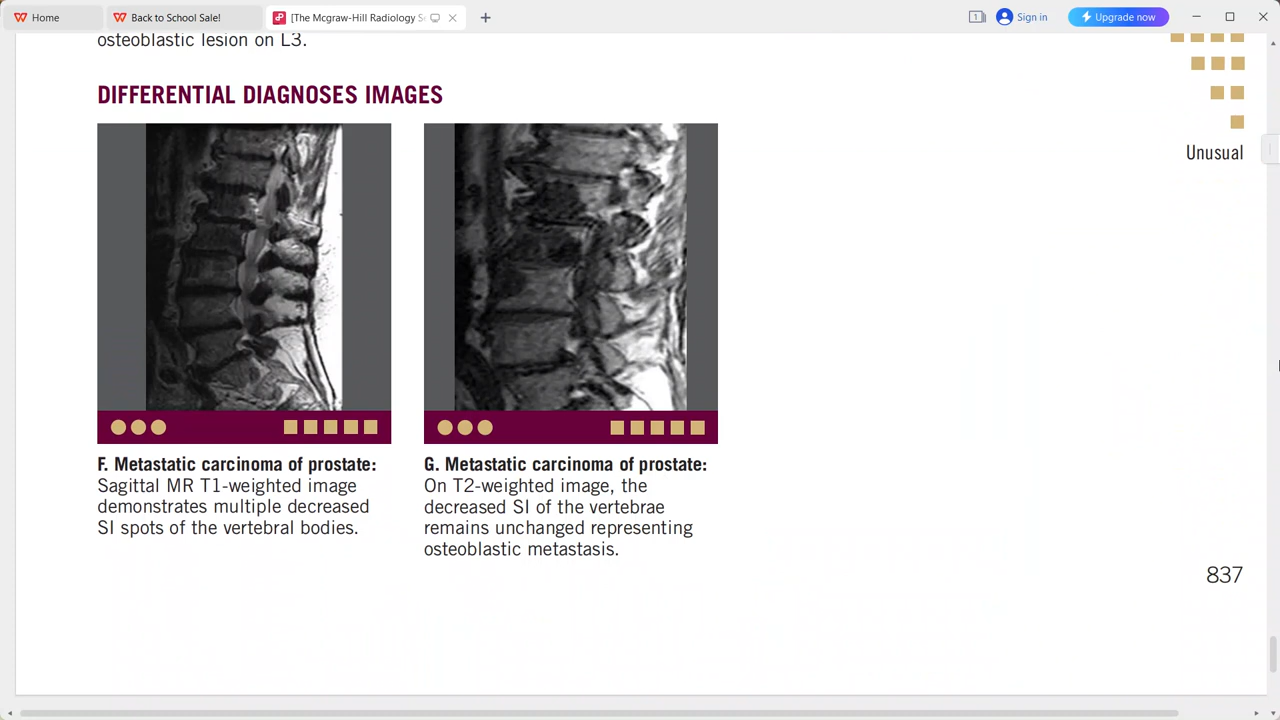 Home
Back to School Sale!
[The Mcgraw-Hill Radiology S
1
Sign in
Upgrade now
osteoblastic lesion on L3.
DIFFERENTIAL DIAGNOSES IMAGES
Unusual
F. Metastatic carcinoma of prostate:
Sagittal MR T1-weighted image
demonstrates multiple decreased
SI spots of the vertebral bodies.
G. Metastatic carcinoma of prostate:
On T2-weighted image, the
decreased SI of the vertebrae
remains unchanged representing
osteoblastic metastasis.
837